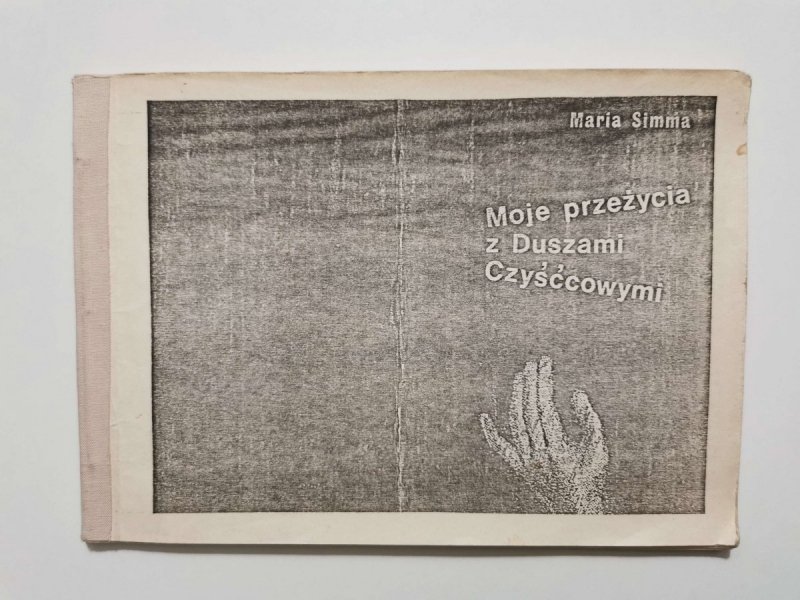 Maria Simma
Moje przeżycia
z Duszami
Czyśćcowymi